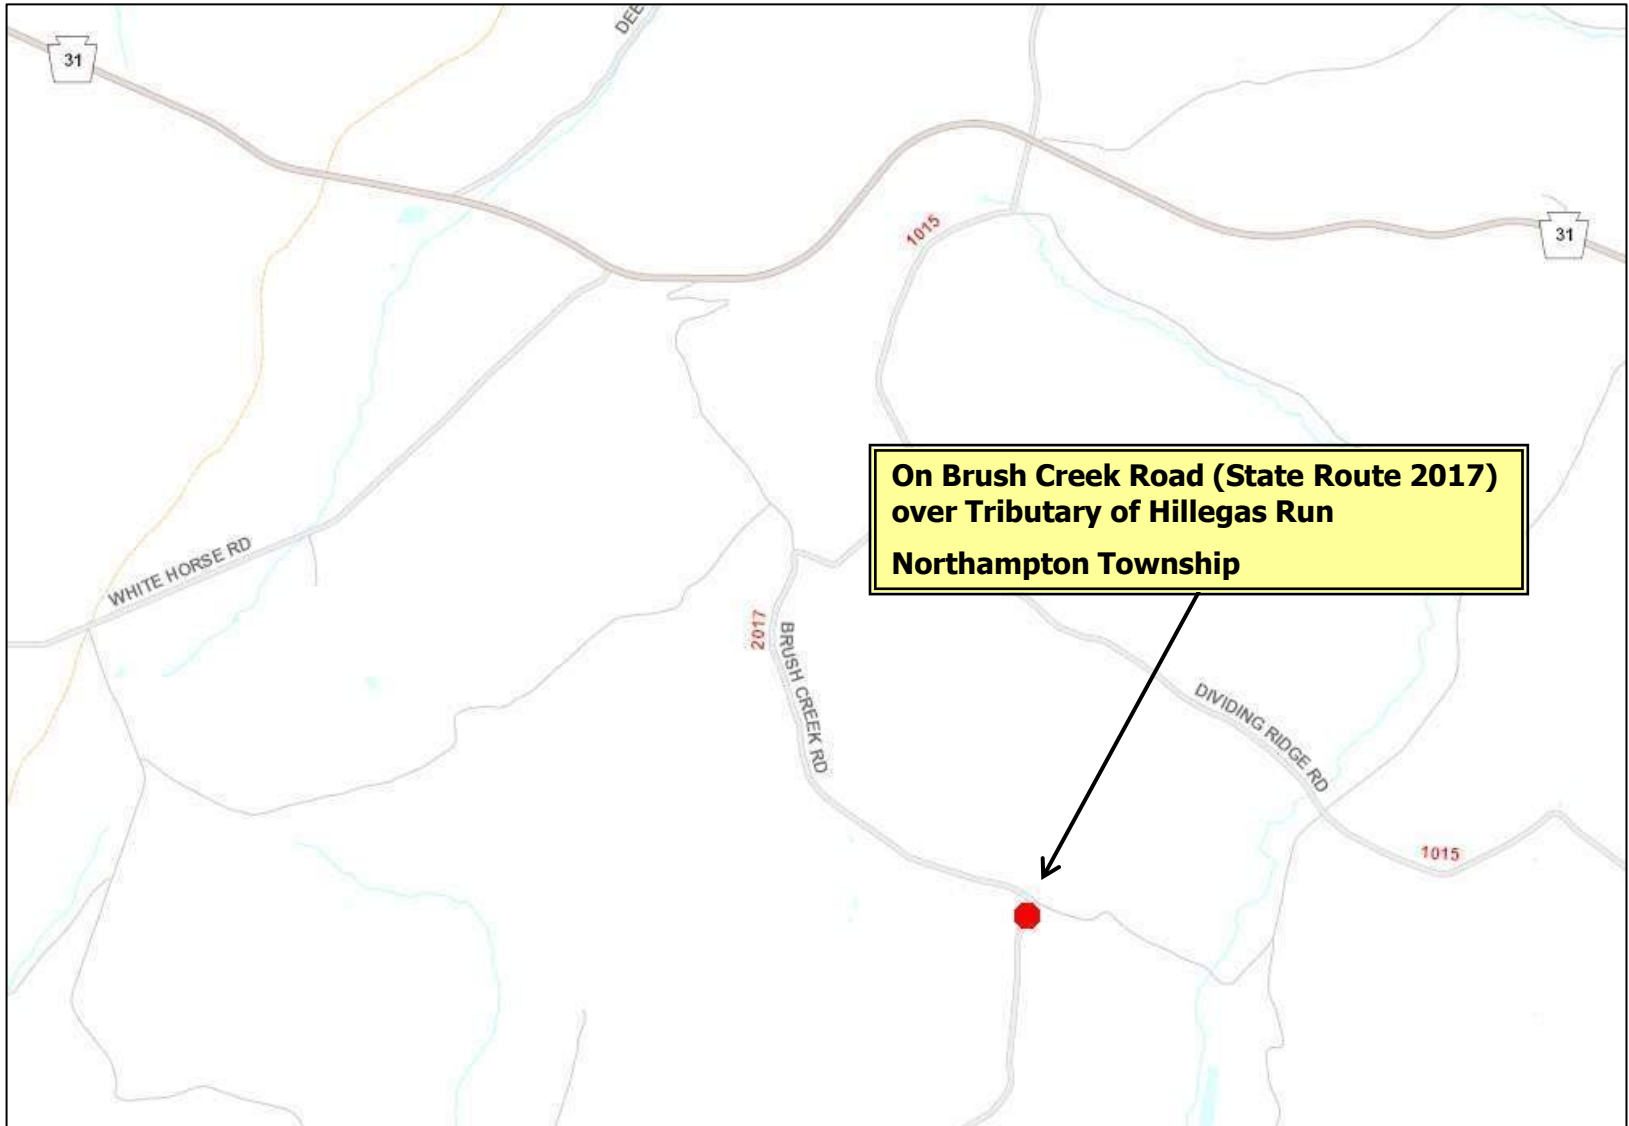 DEE
31
1015
31
On Brush Creek Road (State Route 2017)
over Tributary of Hillegas Run
Northampton Township
WHITE HORSE RD
2017
BRUSH CREEK RD
DIVIDING RIDGE RD
1015